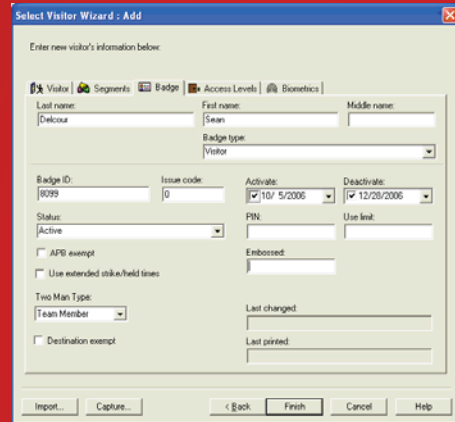 Select Visitor Wizard : Add
Enter new visitor's information below:
Visitor Segments Badge Access Levels Biometrics
Last name: First name: Middle name:
Delcour Sean
Badge type:
Visitor
Badge ID: Issue code: Activate: Deactivate:
8099 0 10/ 5/2006 12/28/2006
Status: PIN: Use limit:
Active
APB exempt Embossed:
Use extended strike/held times
Two Man Type:
Team Member Last changed:
Destination exempt Last printed:
Import... Capture... < Back Finish Cancel Help